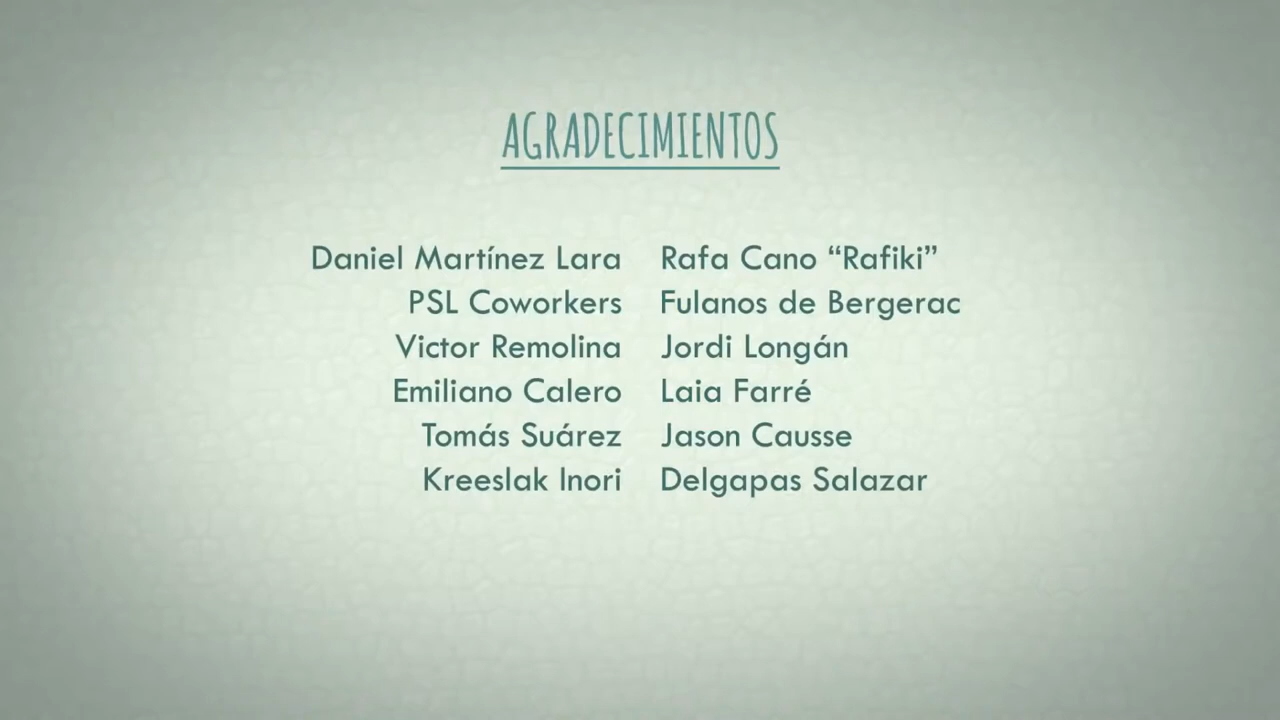 AGRADECIMIENTOS
Daniel Martínez Lara Rafa Cano “Rafiki”
PSL Coworkers Fulanos de Bergerac
Victor Remolina Jordi Longán
Emiliano Calero Laia Farré
Tomás Suárez Jason Causse
Kreeslak Inori Delgapas Salazar